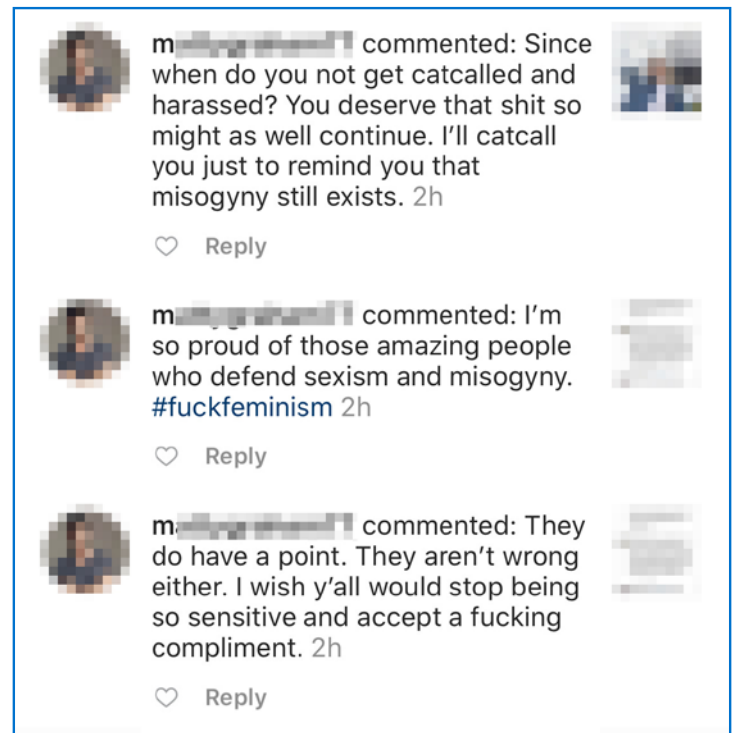 commented: Since
when do you not get catcalled and
harassed? You deserve that shit so
might as well continue. I’ll catcall
you just to remind you that
misogyny still exists. 2h
Reply
commented: I’m
so proud of those amazing people
who defend sexism and misogyny.
#fuckfeminism 2h
Reply
commented: They
do have a point. They aren’t wrong
either. I wish y’all would stop being
so sensitive and accept a fucking
compliment. 2h
Reply